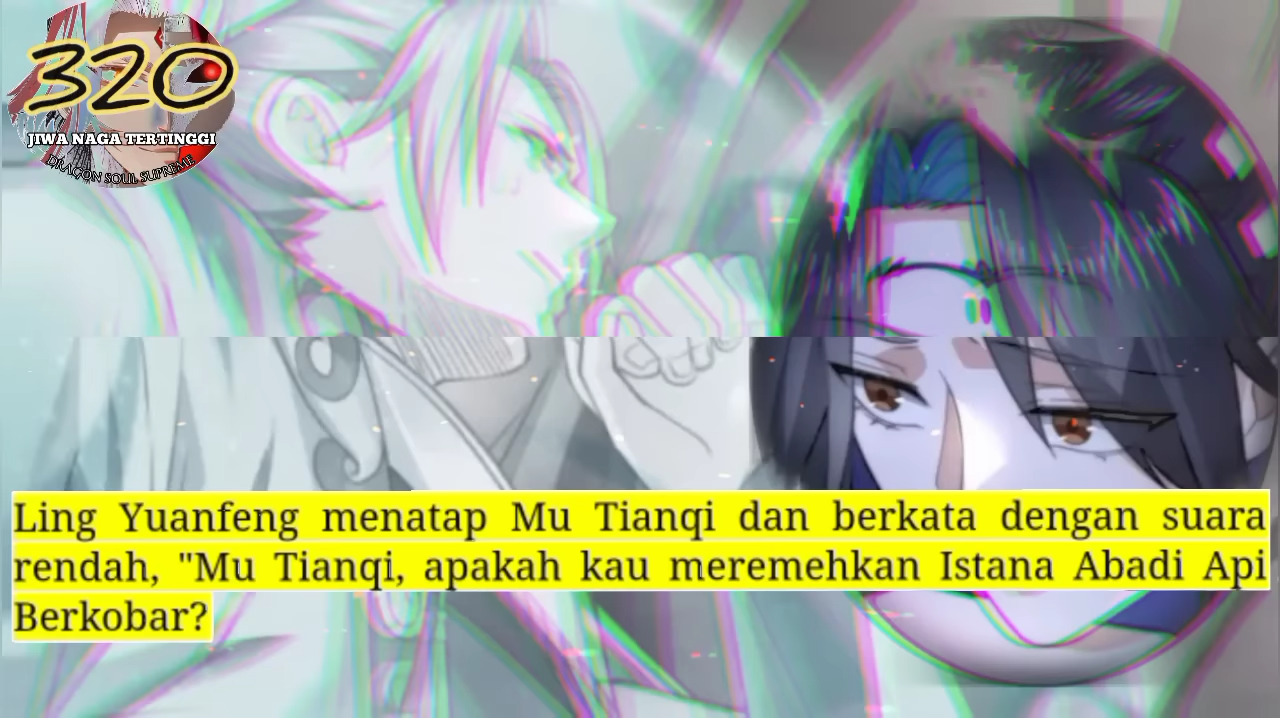 320
JIWA NAGA TERTINGGI
DRAGON SOUL SUPREME
Ling Yuanfeng menatap Mu Tianqi dan berkata dengan suara
rendah, "Mu Tianqi, apakah kau meremehkan Istana Abadi Api
Berkobar?